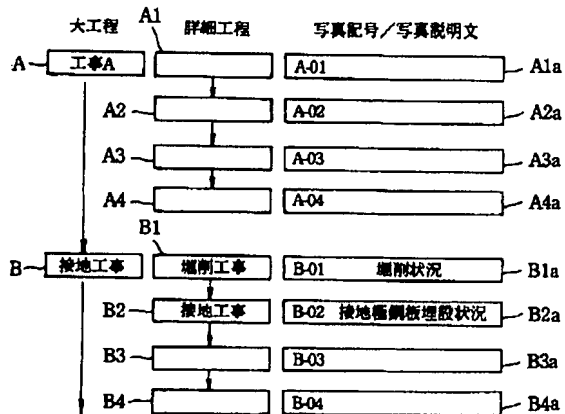 大工程 詳細工程 写真記号／写真説明文
A1
A 工事A A-01 A1a
A2 A-02 A2a
A3 A-03 A3a
A4 A-04 A4a
B1
B 接地工事 堀削工事 B-01 堀削状況 B1a
B2 接地工事 B-02 接地極銅板埋設状況 B2a
B3 B-03 B3a
B4 B-04 B4a